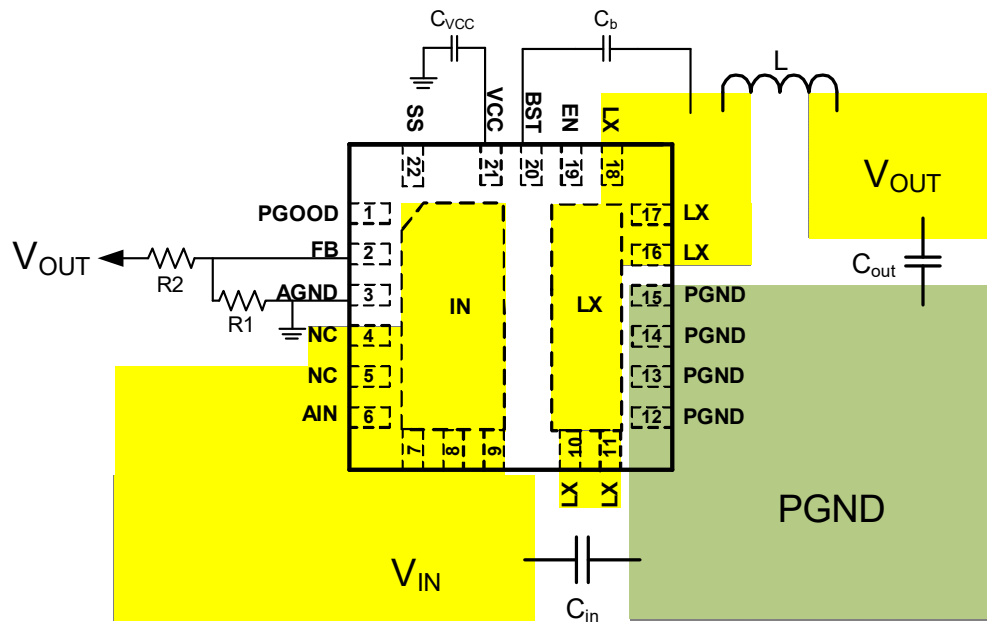 CVCC
Cb
L
SS
VCC
BST
EN
LX
22
21
20
19
18
VOUT
PGOOD
1
17
LX
FB
2
16
LX
VOUT
R2
Cout
AGND
3
15
PGND
R1
IN
LX
NC
4
14
PGND
NC
5
13
PGND
AIN
6
12
PGND
7
8
9
10
11
LX
LX
PGND
VIN
Cin